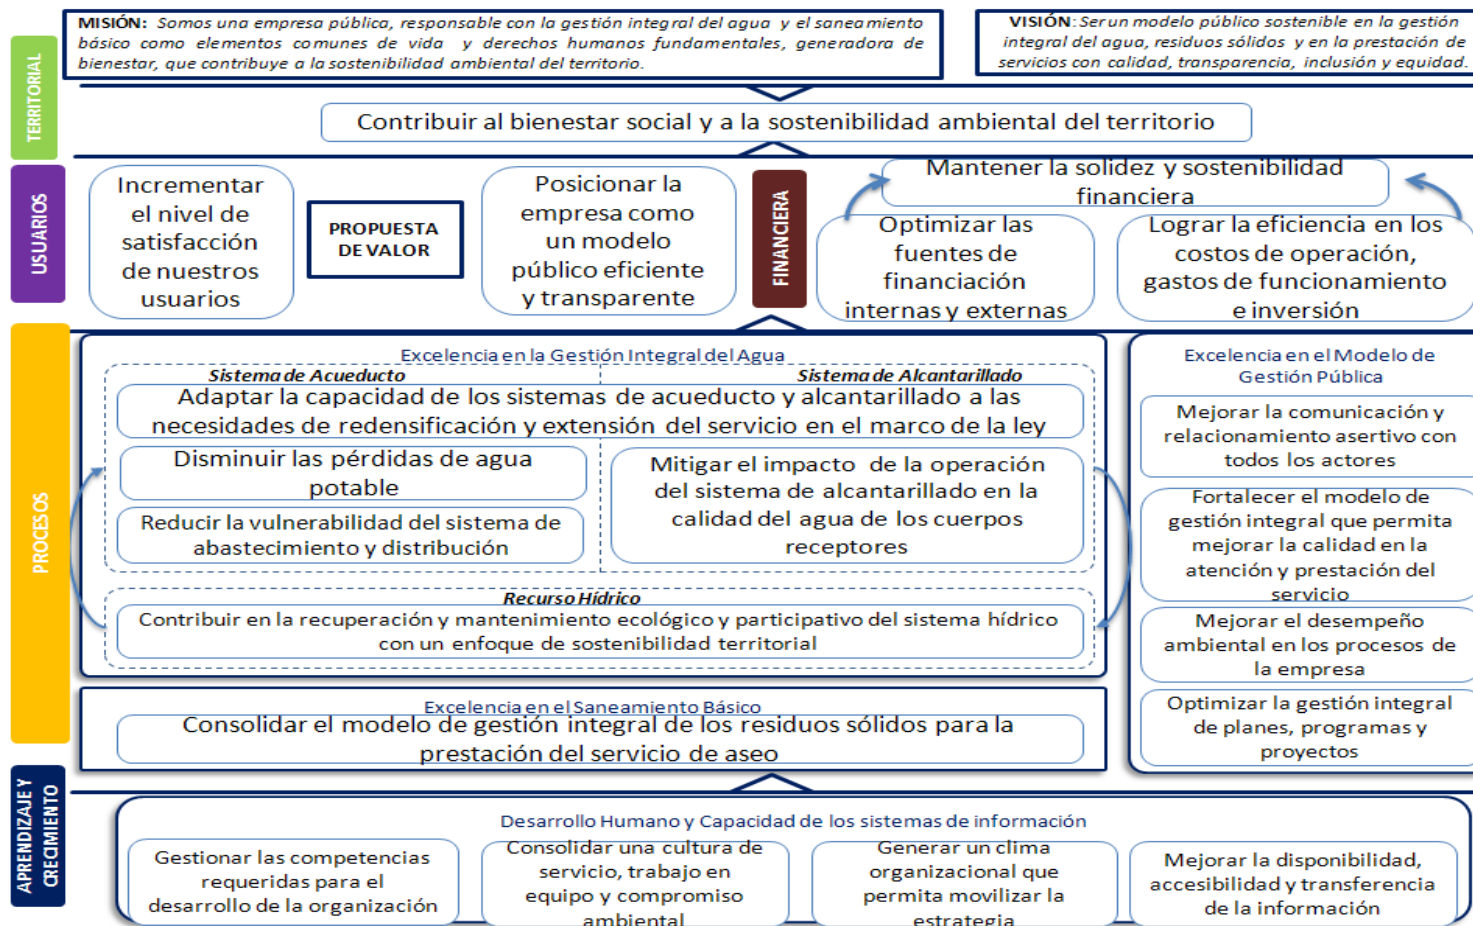 MISIÓN: Somos una empresa pública, responsable con la gestión integral del agua y el saneamiento
básico como elementos comunes de vida y derechos humanos fundamentales, generadora de
bienestar, que contribuye a la sostenibilidad ambiental del territorio.
VISIÓN: Ser un modelo público sostenible en la gestión
integral del agua, residuos sólidos y en la prestación de
servicios con calidad, transparencia, inclusión y equidad.
TERRITORIAL
Contribuir al bienestar social y a la sostenibilidad ambiental del territorio
USUARIOS
Incrementar
el nivel de
satisfacción
de nuestros
usuarios
PROPUESTA
DE VALOR
Posicionar la
empresa como
un modelo
público eficiente
y transparente
FINANCIERA
Mantener la solidez y sostenibilidad
financiera
Optimizar las
fuentes de
financiación
internas y externas
Lograr la eficiencia en los
costos de operación,
gastos de funcionamiento
e inversión
PROCESOS
Excelencia en la Gestión Integral del Agua
Sistema de Acueducto
Sistema de Alcantarillado
Adaptar la capacidad de los sistemas de acueducto y alcantarillado a las
necesidades de redensificación y extensión del servicio en el marco de la ley
Disminuir las pérdidas de agua
potable
Reducir la vulnerabilidad del sistema de
abastecimiento y distribución
Mitigar el impacto de la operación
del sistema de alcantarillado en la
calidad del agua de los cuerpos
receptores
Recurso Hídrico
Contribuir en la recuperación y mantenimiento ecológico y participativo del sistema hídrico
con un enfoque de sostenibilidad territorial
Excelencia en el Saneamiento Básico
Consolidar el modelo de gestión integral de los residuos sólidos para la
prestación del servicio de aseo
Excelencia en el Modelo de
Gestión Pública
Mejorar la comunicación y
relacionamiento asertivo con
todos los actores
Fortalecer el modelo de
gestión integral que permita
mejorar la calidad en la
atención y prestación del
servicio
Mejorar el desempeño
ambiental en los procesos de
la empresa
Optimizar la gestión integral
de planes, programas y
proyectos
APRENDIZAJE Y
CRECIMIENTO
Desarrollo Humano y Capacidad de los sistemas de información
Gestionar las competencias
requeridas para el
desarrollo de la organización
Consolidar una cultura de
servicio, trabajo en
equipo y compromiso
ambiental
Generar un clima
organizacional que
permita movilizar la
estrategia
Mejorar la disponibilidad,
accesibilidad y transferencia
de la información